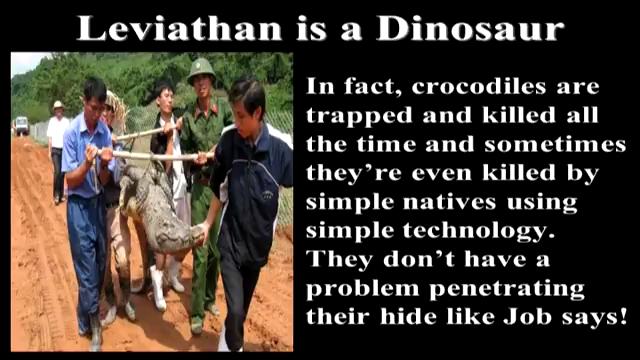 Leviathan is a Dinosaur
In fact, crocodiles are
trapped and killed all
the time and sometimes
they’re even killed by
simple natives using
simple technology.
They don’t have a
problem penetrating
their hide like Job says!